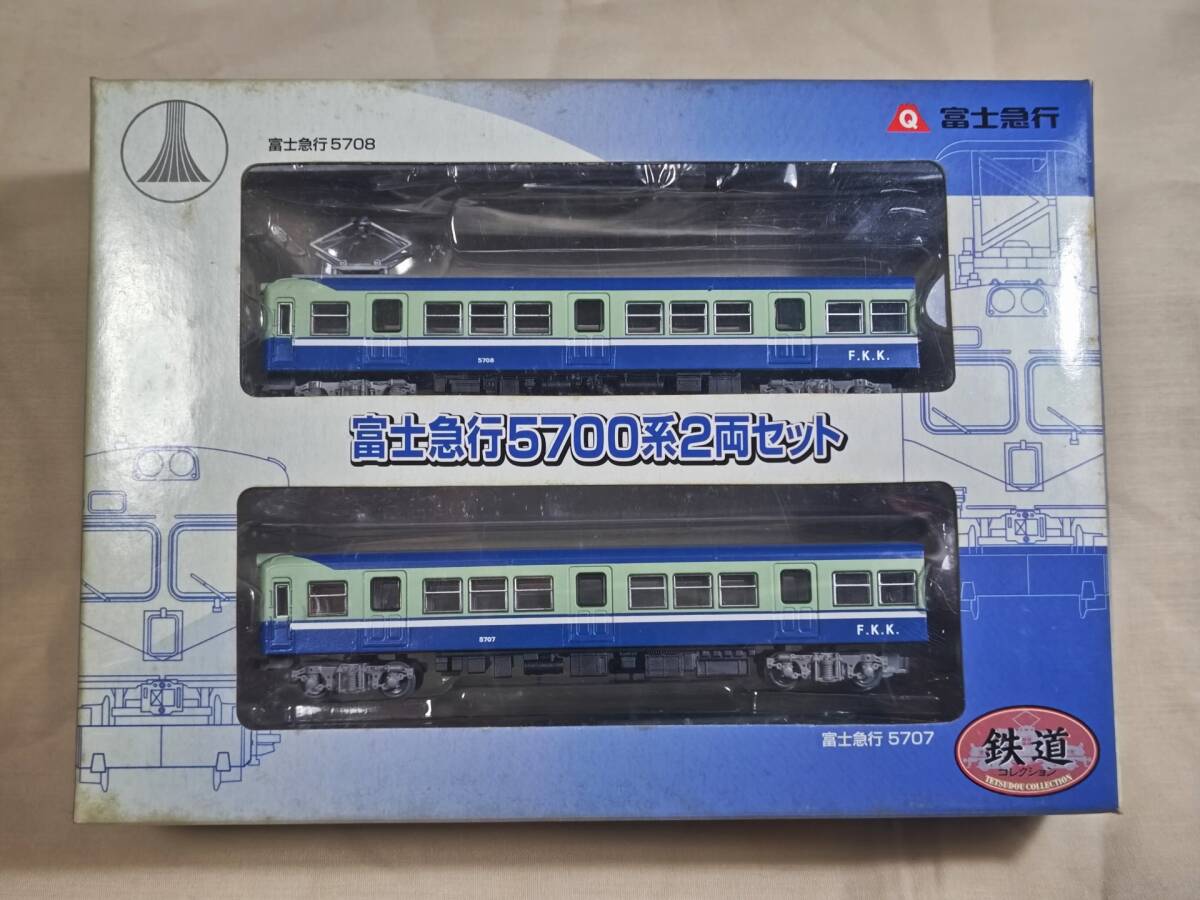 富士急行 5708
Q 富士急行
5708
F.K.K.
富士急行5700系2両セット
5707
F.K.K.
富士急行 5707
鉄道
コレクション
TETSUDOU COLLECTION